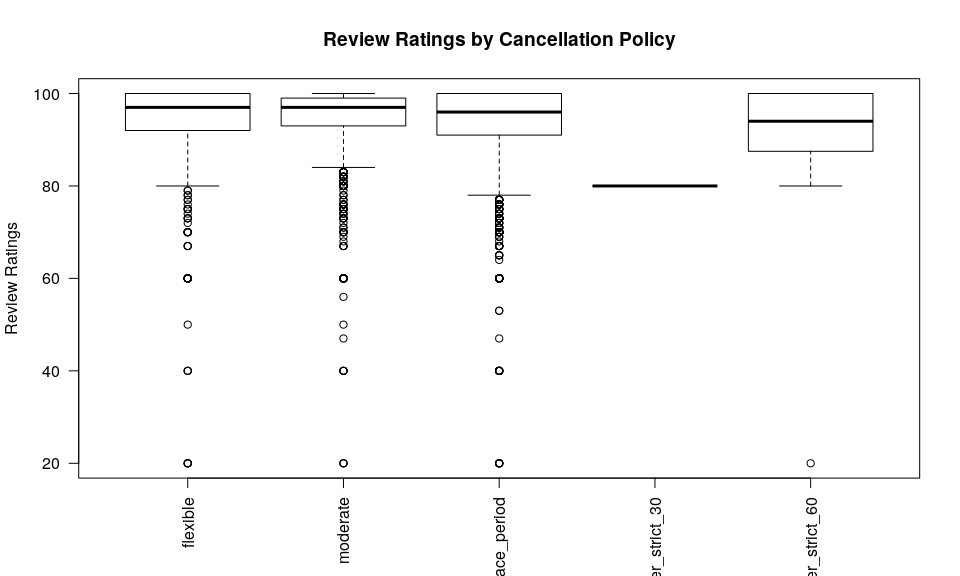 Review Ratings by Cancellation Policy
Review Ratings
100
80
60
40
20
flexible
moderate
ace_period
er_strict_30
er_strict_60